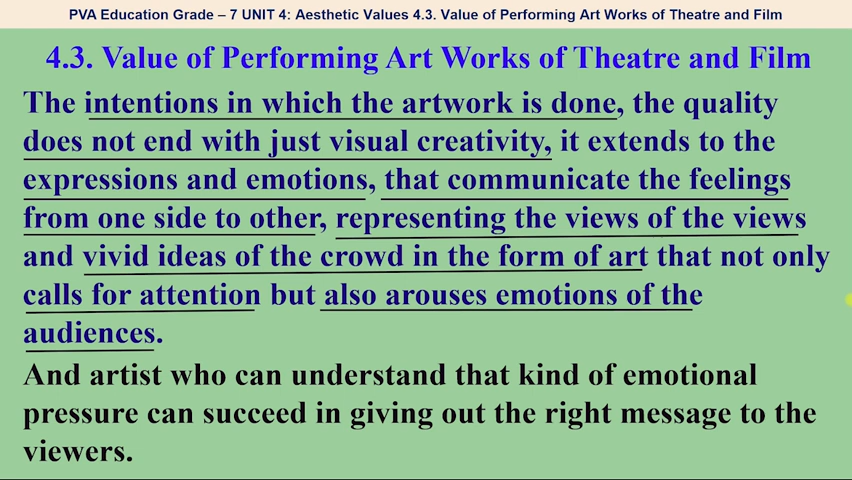 PVA Education Grade – 7 UNIT 4: Aesthetic Values 4.3. Value of Performing Art Works of Theatre and Film
4.3. Value of Performing Art Works of Theatre and Film
The intentions in which the artwork is done, the quality
does not end with just visual creativity, it extends to the
expressions and emotions, that communicate the feelings
from one side to other, representing the views of the views
and vivid ideas of the crowd in the form of art that not only
calls for attention but also arouses emotions of the
audiences.
And artist who can understand that kind of emotional
pressure can succeed in giving out the right message to the
viewers.